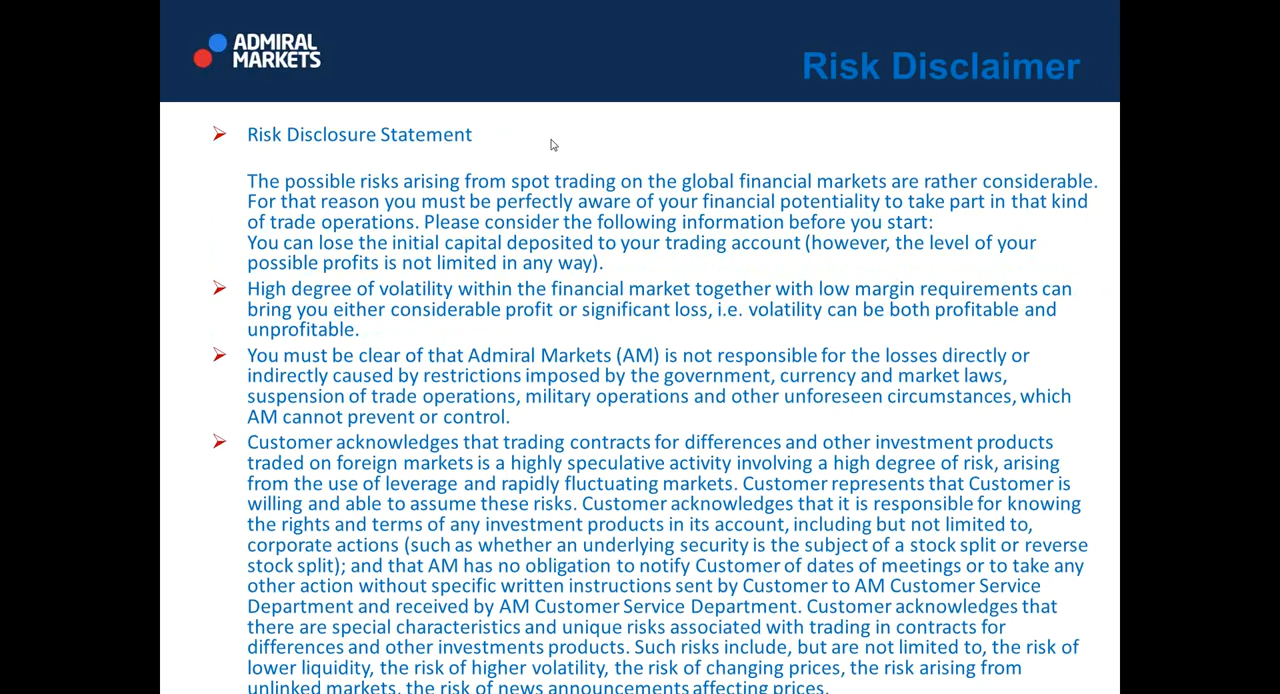 ADMIRAL
MARKETS
Risk Disclaimer
Risk Disclosure Statement
The possible risks arising from spot trading on the global financial markets are rather considerable.
For that reason you must be perfectly aware of your financial potentiality to take part in that kind
of trade operations. Please consider the following information before you start:
You can lose the initial capital deposited to your trading account (however, the level of your
possible profits is not limited in any way).
High degree of volatility within the financial market together with low margin requirements can
bring you either considerable profit or significant loss, i.e. volatility can be both profitable and
unprofitable.
You must be clear of that Admiral Markets (AM) is not responsible for the losses directly or
indirectly caused by restrictions imposed by the government, currency and market laws,
suspension of trade operations, military operations and other unforeseen circumstances, which
AM cannot prevent or control.
Customer acknowledges that trading contracts for differences and other investment products
traded on foreign markets is a highly speculative activity involving a high degree of risk, arising
from the use of leverage and rapidly fluctuating markets. Customer represents that Customer is
willing and able to assume these risks. Customer acknowledges that it is responsible for knowing
the rights and terms of any investment products in its account, including but not limited to,
corporate actions (such as whether an underlying security is the subject of a stock split or reverse
stock split); and that AM has no obligation to notify Customer of dates of meetings or to take any
other action without specific written instructions sent by Customer to AM Customer Service
Department and received by AM Customer Service Department. Customer acknowledges that
there are special characteristics and unique risks associated with trading in contracts for
differences and other investments products. Such risks include, but are not limited to, the risk of
lower liquidity, the risk of higher volatility, the risk of changing prices, the risk arising from
unlinked markets, the risk of news announcements affecting prices.